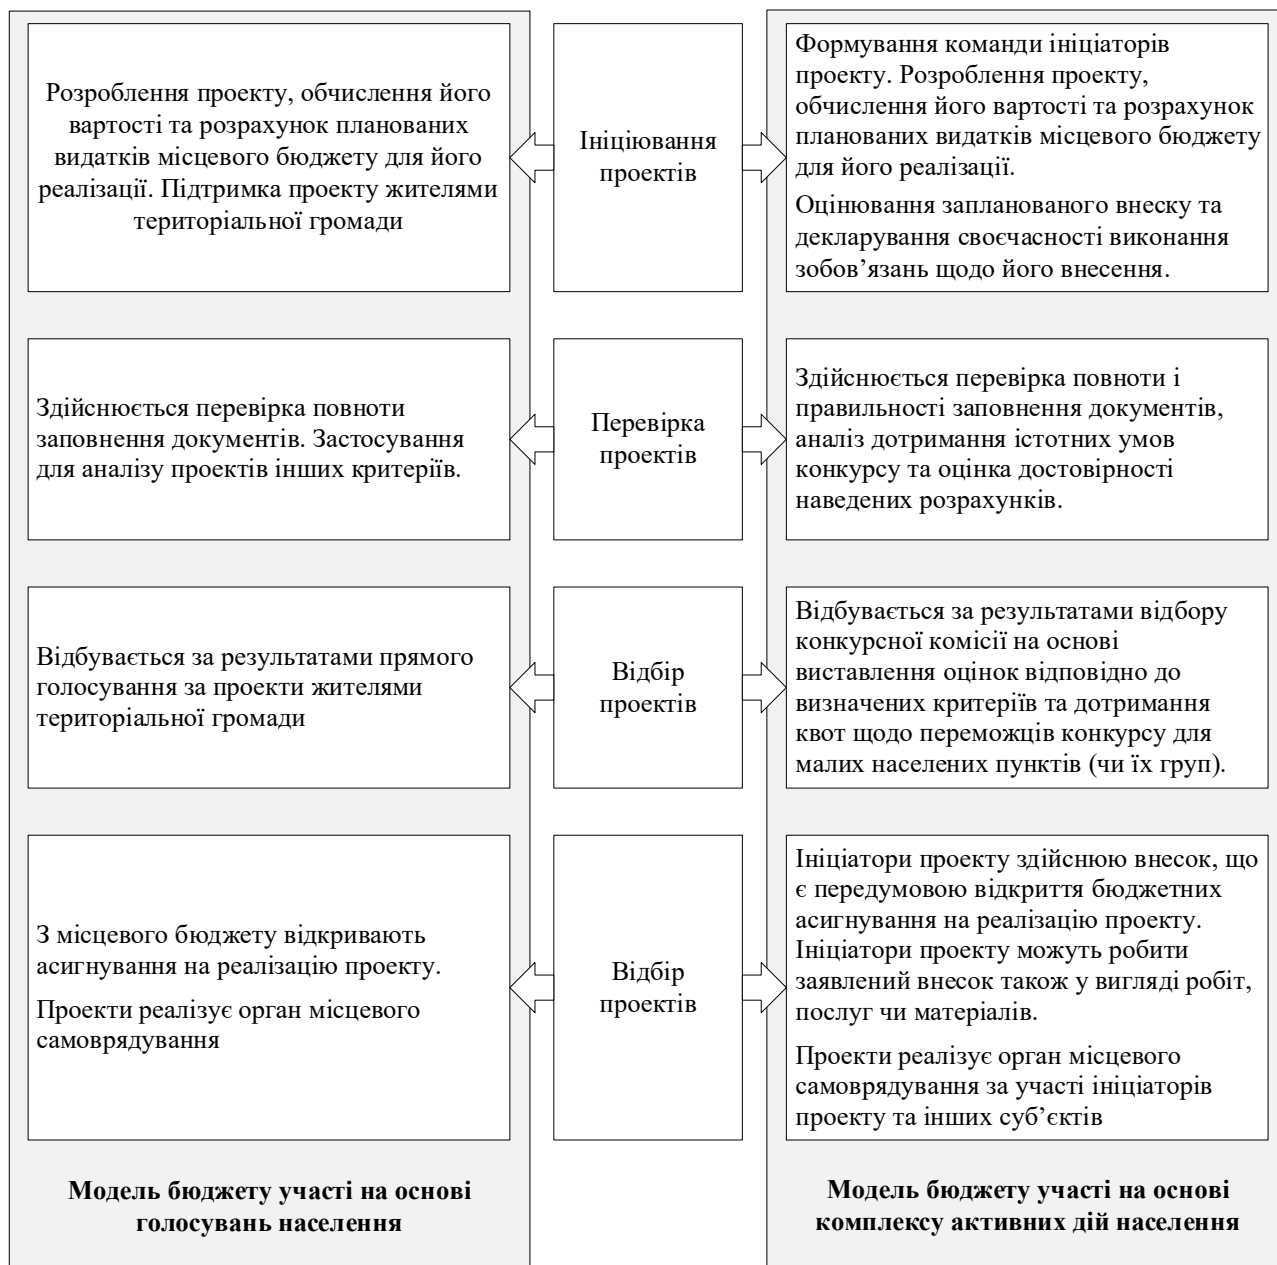 Розроблення проекту, обчислення його
вартості та розрахунок планованих
видатків місцевого бюджету для його
реалізації. Підтримка проекту жителями
територіальної громади
Ініціювання
проектів
Формування команди ініціаторів
проекту. Розроблення проекту,
обчислення його вартості та розрахунок
планованих видатків місцевого бюджету
для його реалізації.
Оцінювання запланованого внеску та
декларування своєчасності виконання
зобов’язань щодо його внесення.
Здійснюється перевірка повноти
заповнення документів. Застосування
для аналізу проектів інших критеріїв.
Перевірка
проектів
Здійснюється перевірка повноти і
правильності заповнення документів,
аналіз дотримання істотних умов
конкурсу та оцінка достовірності
наведених розрахунків.
Відбувається за результатами прямого
голосування за проекти жителями
територіальної громади
Відбір
проектів
Відбувається за результатами відбору
конкурсної комісії на основі
виставлення оцінок відповідно до
визначених критеріїв та дотримання
квот щодо переможців конкурсу для
малих населених пунктів (чи їх груп).
З місцевого бюджету відкривають
асигнування на реалізацію проекту.
Проекти реалізує орган місцевого
самоврядування
Відбір
проектів
Ініціатори проекту здійснюю внесок, що
є передумовою відкриття бюджетних
асигнування на реалізацію проекту.
Ініціатори проекту можуть робити
заявлений внесок також у вигляді робіт,
послуг чи матеріалів.
Проекти реалізує орган місцевого
самоврядування за участі ініціаторів
проекту та інших суб’єктів
Модель бюджету участі на основі
голосувань населення
Модель бюджету участі на основі
комплексу активних дій населення